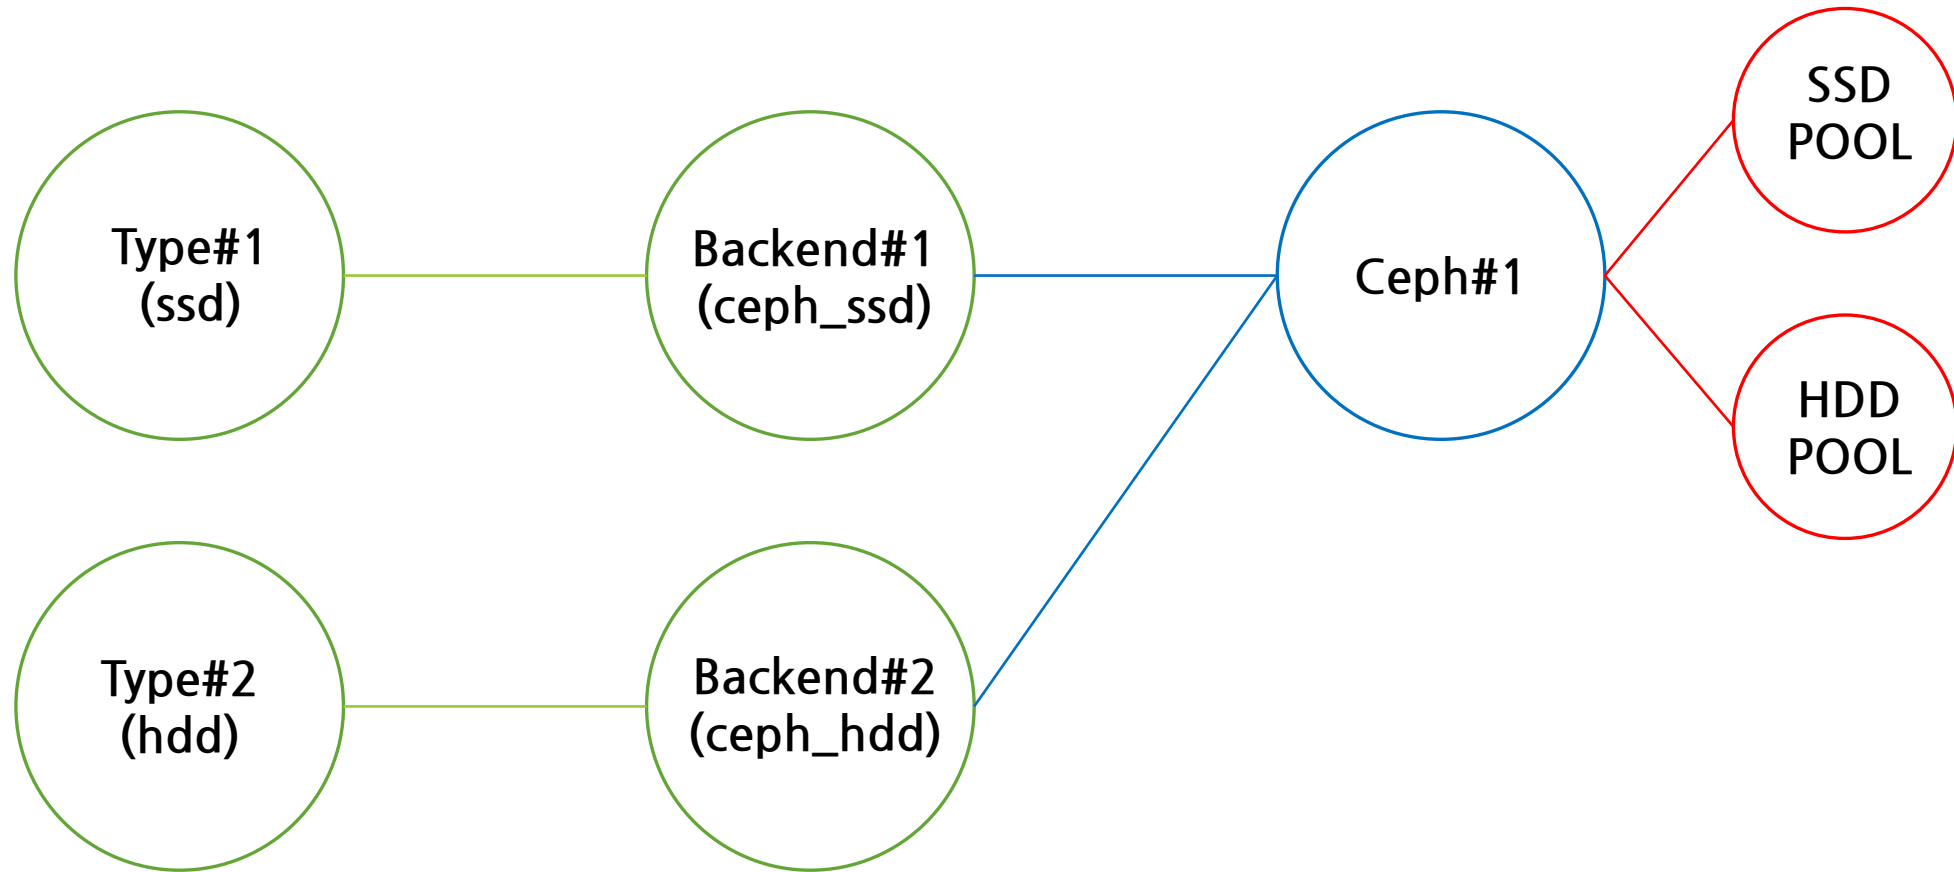 Type#1
(ssd)
Backend#1
(ceph_ssd)
Ceph#1
SSD
POOL
HDD
POOL
Type#2
(hdd)
Backend#2
(ceph_hdd)